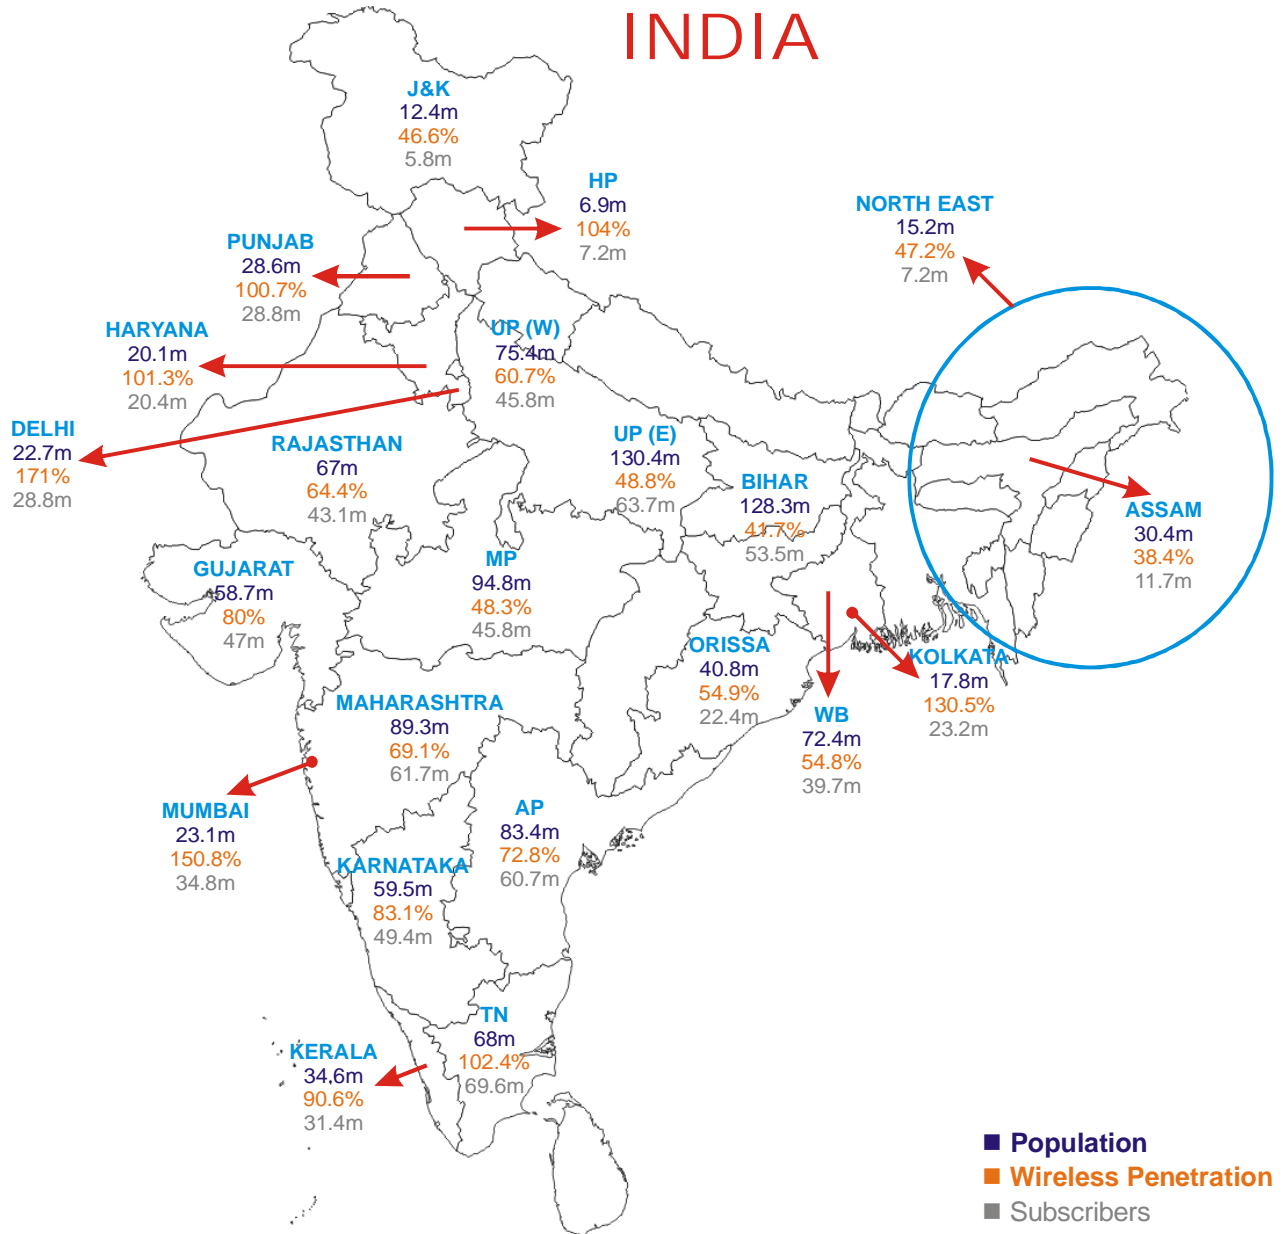 INDIA
J&K
12.4m
46.6%
5.8m
HP
6.9m
104%
7.2m
NORTH EAST
15.2m
47.2%
7.2m
PUNJAB
28.6m
100.7%
28.8m
HARYANA
20.1m
101.3%
20.4m
UP (W)
75.4m
60.7%
45.8m
DELHI
22.7m
171%
28.8m
RAJASTHAN
67m
64.4%
43.1m
UP (E)
130.4m
48.8%
63.7m
BIHAR
128.3m
41.7%
53.5m
ASSAM
30.4m
38.4%
11.7m
GUJARAT
58.7m
80%
47m
MP
94.8m
48.3%
45.8m
ORISSA
40.8m
54.9%
22.4m
KOLKATA
17.8m
130.5%
23.2m
WB
72.4m
54.8%
39.7m
MAHARASHTRA
89.3m
69.1%
61.7m
MUMBAI
23.1m
150.8%
34.8m
AP
83.4m
72.8%
60.7m
KARNATAKA
59.5m
83.1%
49.4m
TN
68m
102.4%
69.6m
KERALA
34.6m
90.6%
31.4m
Population
Wireless Penetration
Subscribers